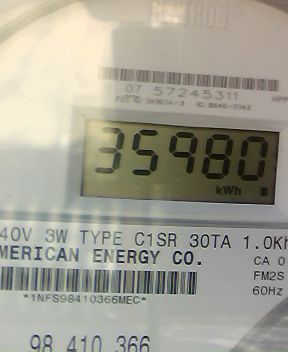 07 57245311
35980
kWh
40V 3W TYPE C1SR 30TA 1.0Kh
MERICAN ENERGY CO.
CA 0
FM2S
60Hz
*1NFS98410366MEC*
98 410 366